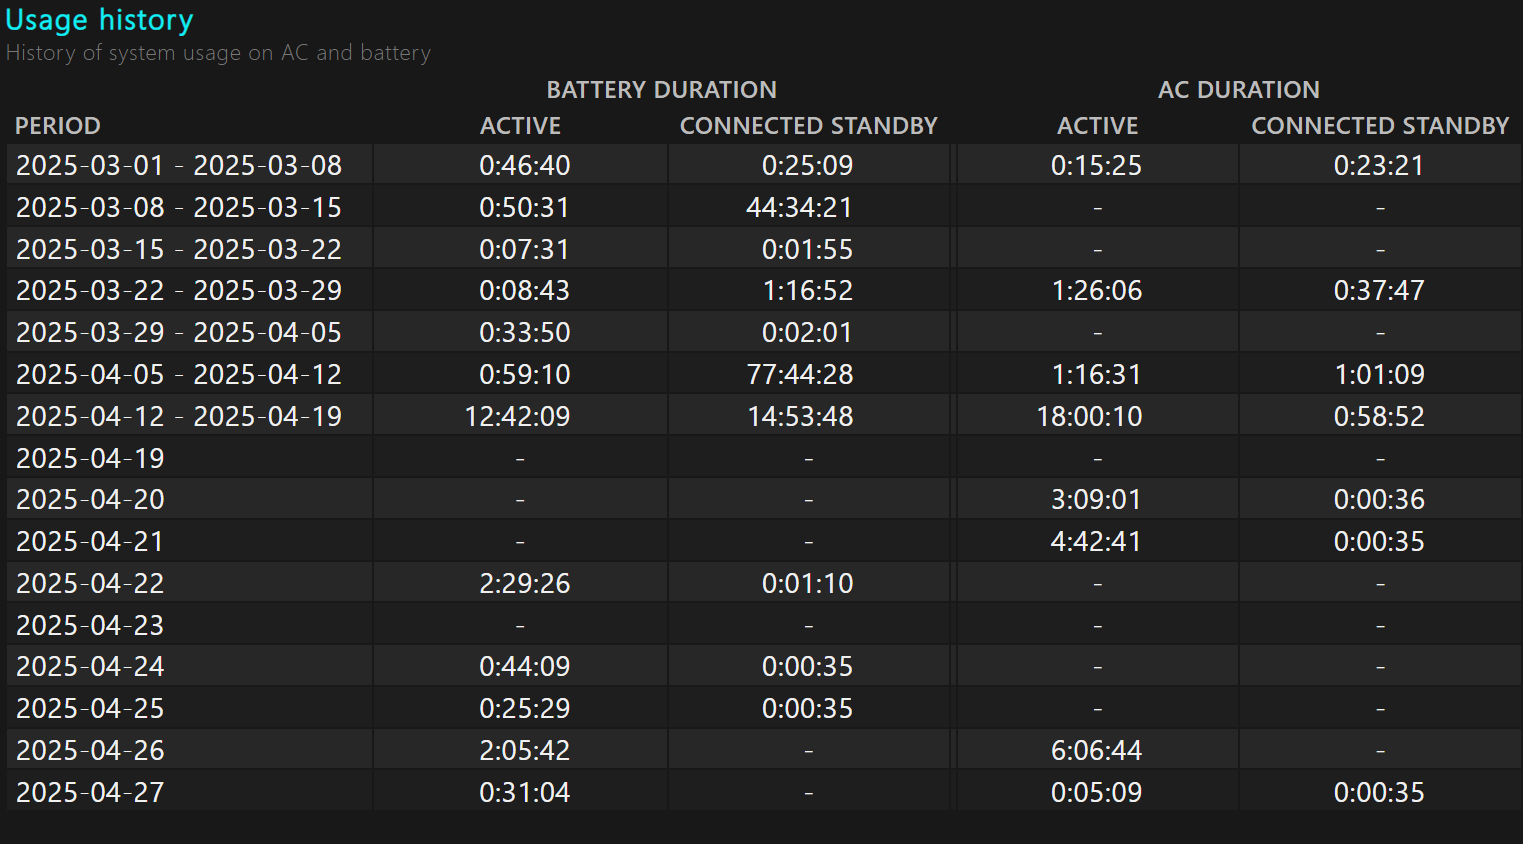 Usage history
History of system usage on AC and battery
BATTERY DURATION AC DURATION
PERIOD ACTIVE CONNECTED STANDBY ACTIVE CONNECTED STANDBY
2025-03-01 - 2025-03-08 0:46:40 0:25:09 0:15:25 0:23:21
2025-03-08 - 2025-03-15 0:50:31 44:34:21 - -
2025-03-15 - 2025-03-22 0:07:31 0:01:55 - -
2025-03-22 - 2025-03-29 0:08:43 1:16:52 1:26:06 0:37:47
2025-03-29 - 2025-04-05 0:33:50 0:02:01 - -
2025-04-05 - 2025-04-12 0:59:10 77:44:28 1:16:31 1:01:09
2025-04-12 - 2025-04-19 12:42:09 14:53:48 18:00:10 0:58:52
2025-04-19 - - - -
2025-04-20 - - 3:09:01 0:00:36
2025-04-21 - - 4:42:41 0:00:35
2025-04-22 2:29:26 0:01:10 - -
2025-04-23 - - - -
2025-04-24 0:44:09 0:00:35 - -
2025-04-25 0:25:29 0:00:35 - -
2025-04-26 2:05:42 - 6:06:44 -
2025-04-27 0:31:04 - 0:05:09 0:00:35